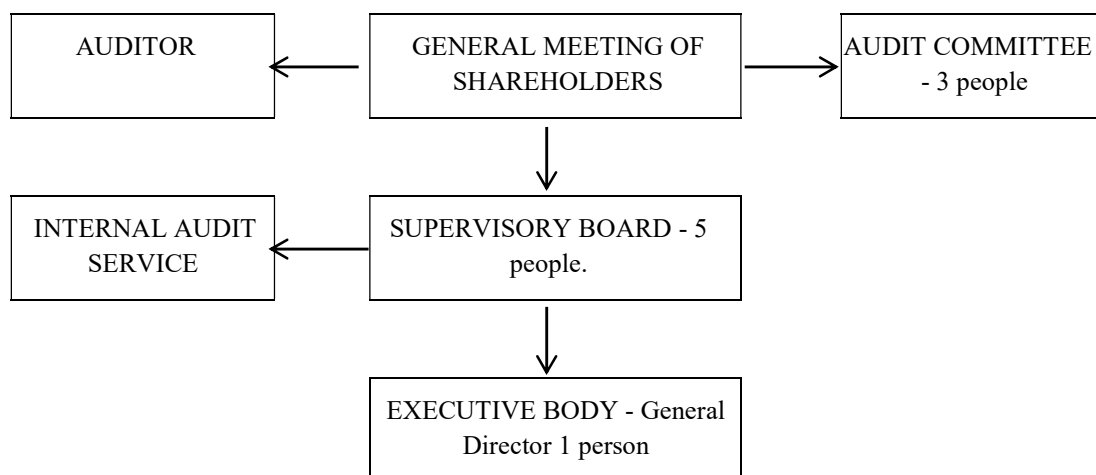 AUDITOR
GENERAL MEETING OF
SHAREHOLDERS
AUDIT COMMITTEE
- 3 people
INTERNAL AUDIT
SERVICE
SUPERVISORY BOARD - 5
people.
EXECUTIVE BODY - General
Director 1 person